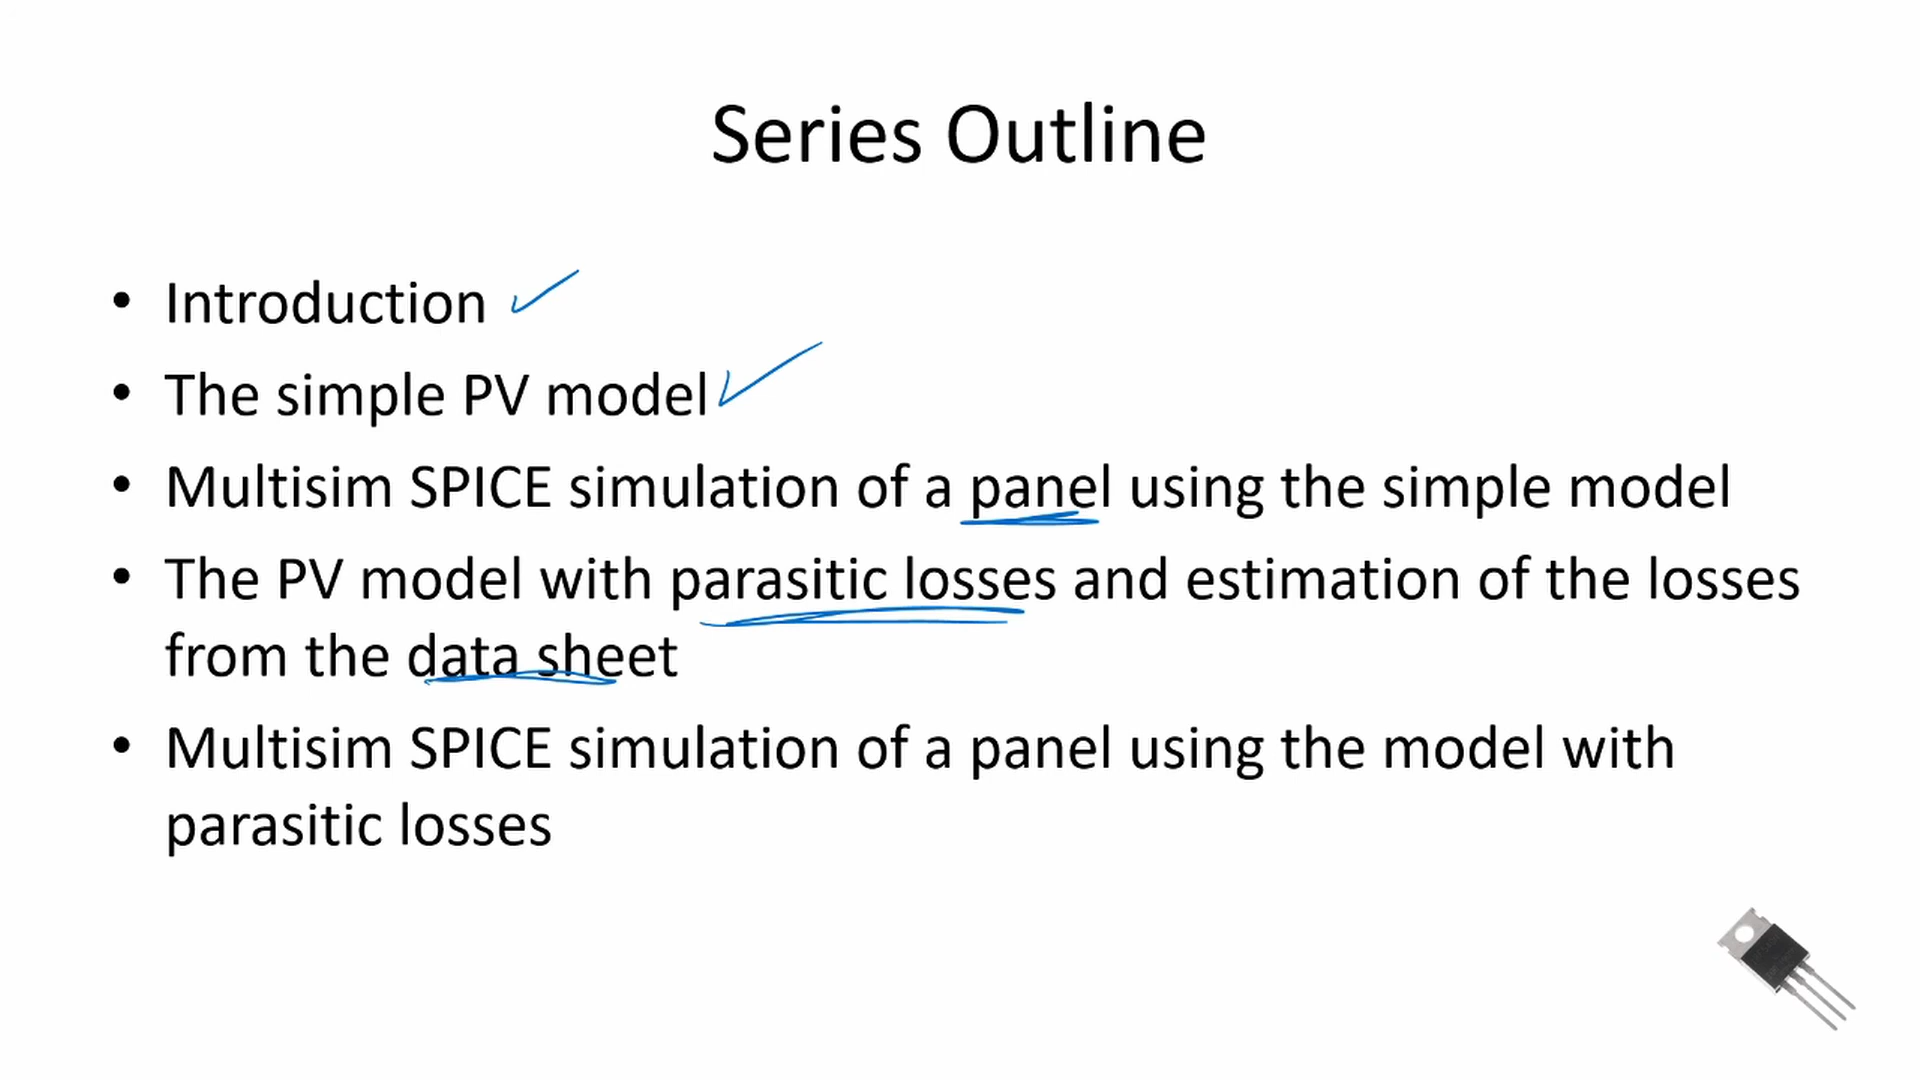 Series Outline
• Introduction
• The simple PV model
• Multisim SPICE simulation of a panel using the simple model
• The PV model with parasitic losses and estimation of the losses
from the data sheet
• Multisim SPICE simulation of a panel using the model with
parasitic losses